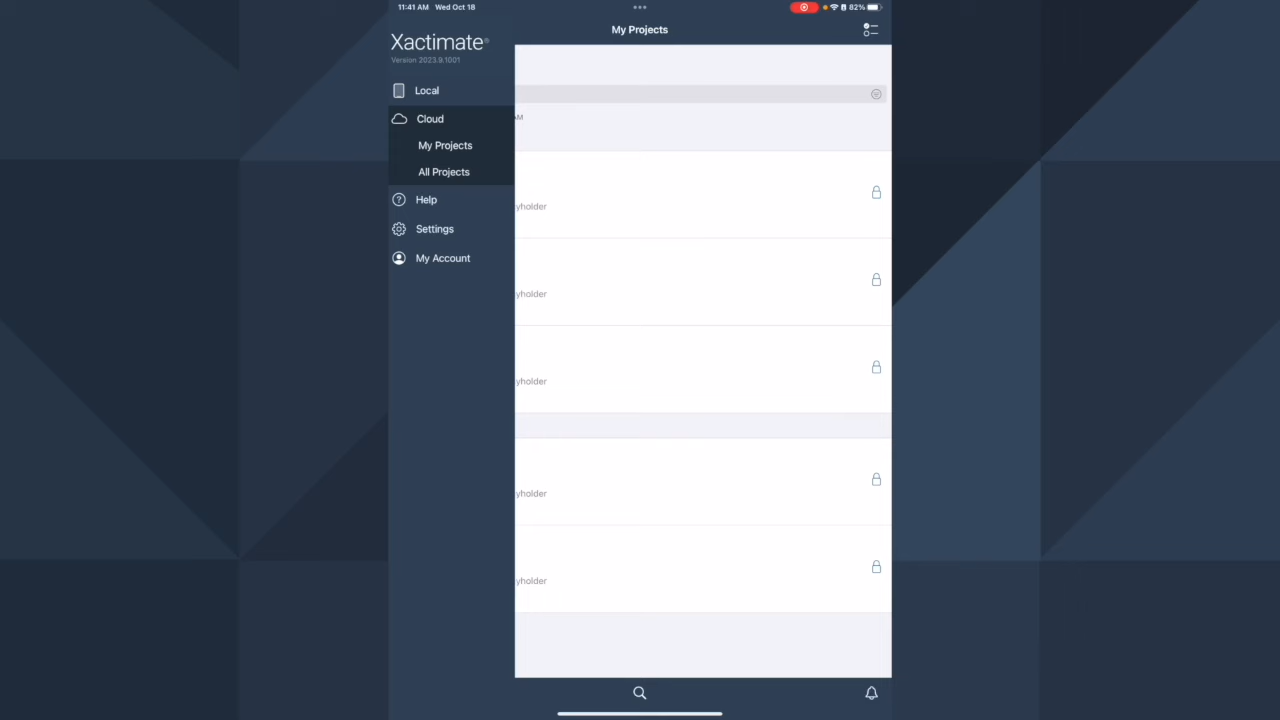 11:41 AM Wed Oct 18
82%
My Projects
Xactimate®
Version 2023.9.1001
Local
Cloud
My Projects
All Projects
Help
Settings
My Account
AM
yholder
yholder
yholder
yholder
yholder